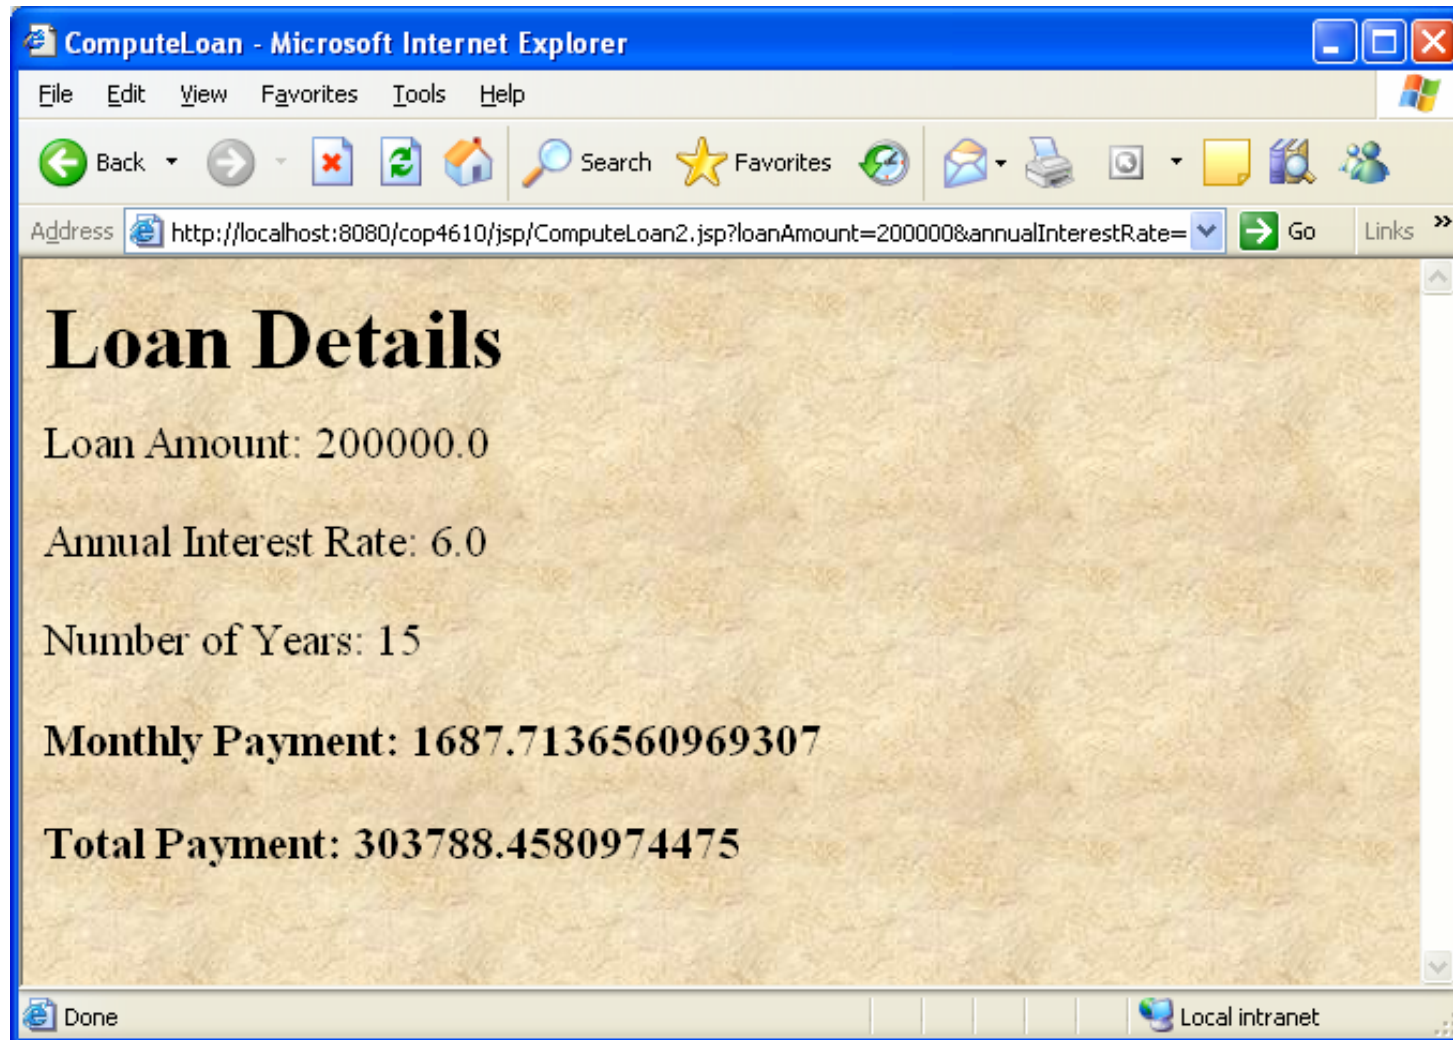 ComputeLoan - Microsoft Internet Explorer
File Edit View Favorites Tools Help
Back Search Favorites
Address http://localhost:8080/cop4610/jsp/ComputeLoan2.jsp?loanAmount=200000&annualInterestRate= Go Links »
Loan Details
Loan Amount: 200000.0
Annual Interest Rate: 6.0
Number of Years: 15
Monthly Payment: 1687.7136560969307
Total Payment: 303788.4580974475
Done Local intranet